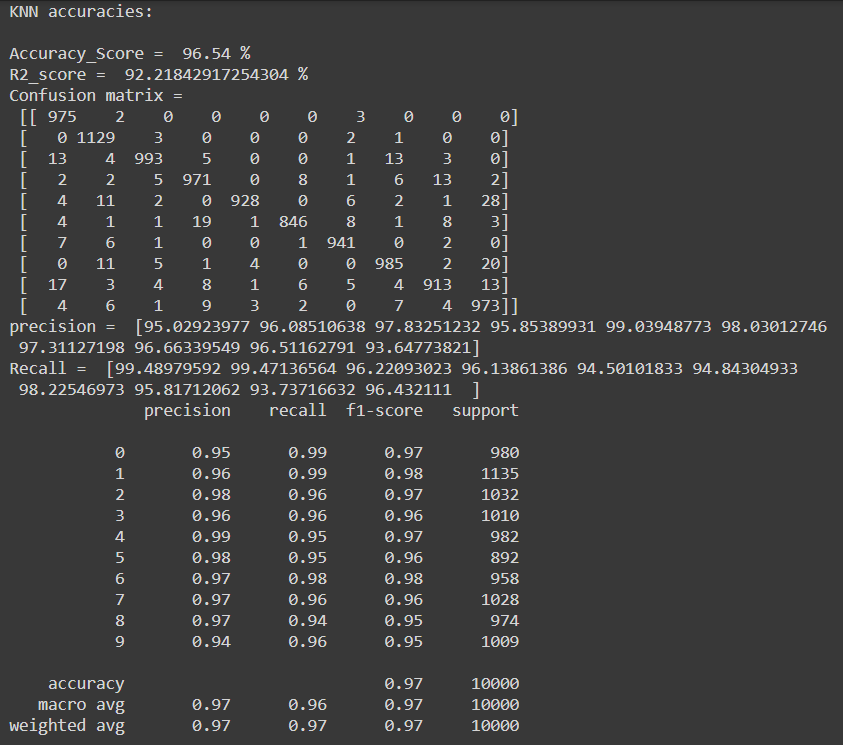 KNN accuracies:
Accuracy_Score =  96.54 %
R2_score =  92.21842917254304 %
Confusion matrix =
[[ 975    2    0    0    0    0    3    0    0    0]
[   0 1129    3    0    0    0    2    1    0    0]
[  13    4  993    5    0    0    1   13    3    0]
[   2    2    5  971    0    8    1    6   13    2]
[   4   11    2    0  928    0    6    2    1   28]
[   4    1    1   19    1  846    8    1    8    3]
[   7    6    1    0    0    1  941    0    2    0]
[   0   11    5    1    4    0    0  985    2   20]
[  17    3    4    8    1    6    5    4  913   13]
[   4    6    1    9    3    2    0    7    4  973]]
precision =  [95.02923977 96.08510638 97.83251232 95.85389931 99.03948773 98.03012746
97.31127198 96.66339549 96.51162791 93.64773821]
Recall =  [99.48979592 99.47136564 96.22093023 96.13861386 94.50101833 94.84304933
98.22546973 95.81712062 93.73716632 96.432111  ]
precision    recall  f1-score   support
0       0.95      0.99      0.97       980
1       0.96      0.99      0.98      1135
2       0.98      0.96      0.97      1032
3       0.96      0.96      0.96      1010
4       0.99      0.95      0.97       982
5       0.98      0.95      0.96       892
6       0.97      0.98      0.98       958
7       0.97      0.96      0.96      1028
8       0.97      0.94      0.95       974
9       0.94      0.96      0.95      1009
accuracy                           0.97     10000
macro avg       0.97      0.96      0.97     10000
weighted avg       0.97      0.97      0.97     10000